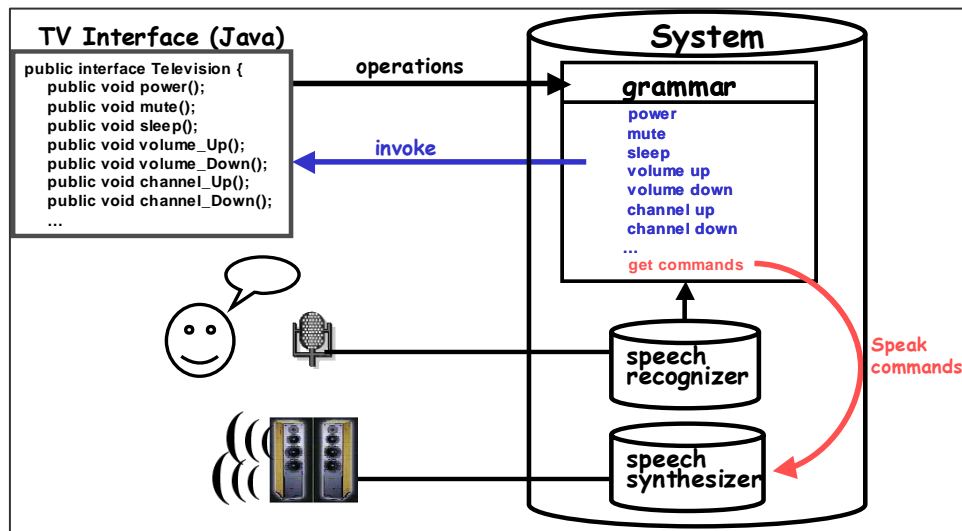 TV Interface (Java)
public interface Television {
public void power();
public void mute();
public void sleep();
public void volume_Up();
public void volume_Down();
public void channel_Up();
public void channel_Down();
...
operations
invoke
System
grammar
power
mute
sleep
volume up
volume down
channel up
channel down
...
get commands
Speak
commands
speech
recognizer
speech
synthesizer